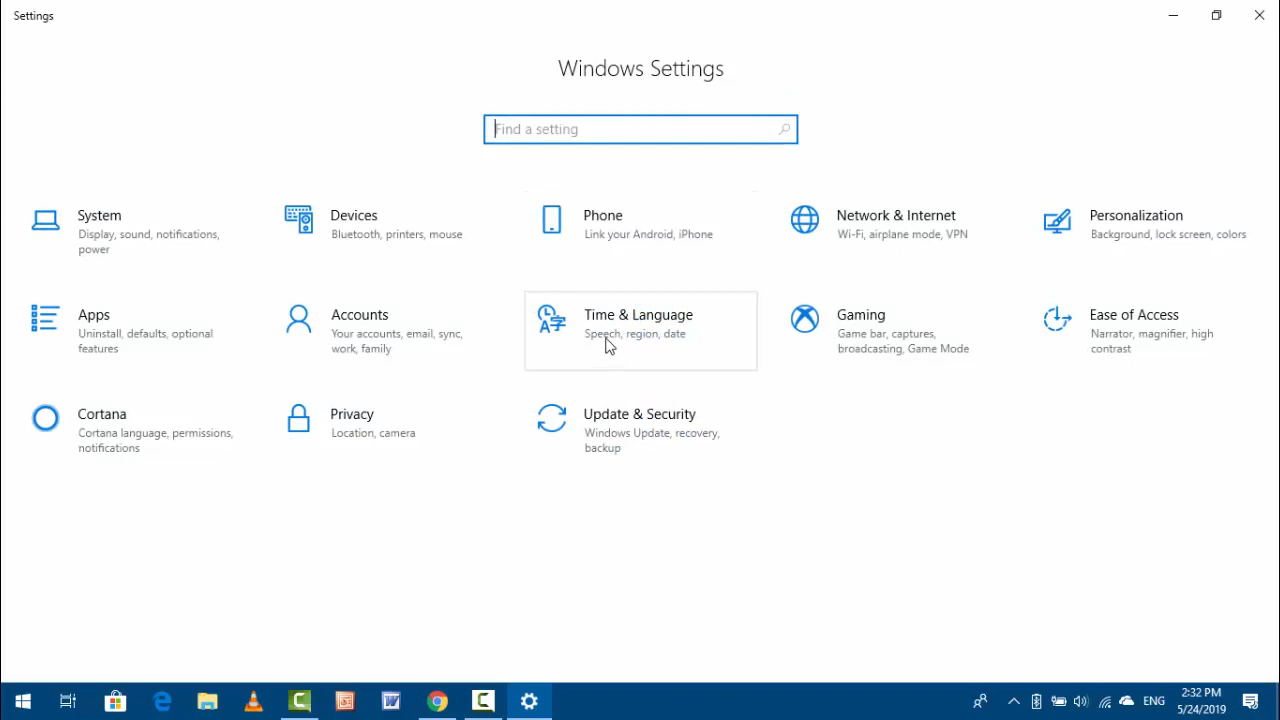 Settings
Windows Settings
Find a setting
System
Display, sound, notifications,
power
Devices
Bluetooth, printers, mouse
Phone
Link your Android, iPhone
Network & Internet
Wi-Fi, airplane mode, VPN
Personalization
Background, lock screen, colors
Apps
Uninstall, defaults, optional
features
Accounts
Your accounts, email, sync,
work, family
Time & Language
Speech, region, date
Gaming
Game bar, captures,
broadcasting, Game Mode
Ease of Access
Narrator, magnifier, high
contrast
Cortana
Cortana language, permissions,
notifications
Privacy
Location, camera
Update & Security
Windows Update, recovery,
backup
ENG
2:32 PM
5/24/2019